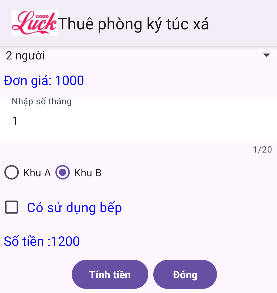 GOOD
Luck Thuê phòng ký túc xá
2 người
Đơn giá: 1000
Nhập số tháng
1
1/20
Khu A Khu B
Có sử dụng bếp
Số tiền :1200
Tính tiền Đóng